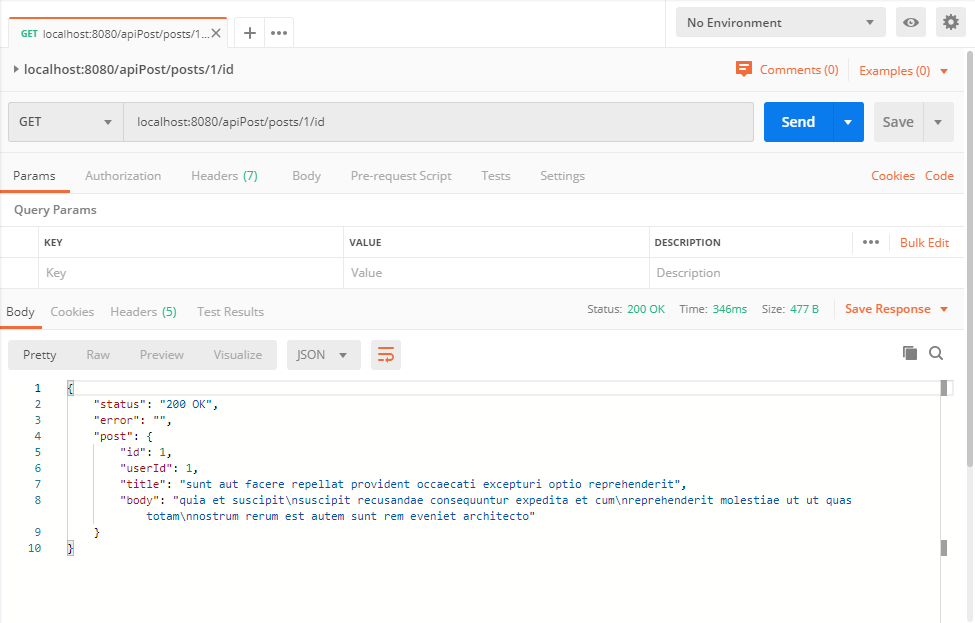 GET localhost:8080/apiPost/posts/1... No Environment
localhost:8080/apiPost/posts/1/id Comments (0) Examples (0)
GET localhost:8080/apiPost/posts/1/id Send Save
Params Authorization Headers (7) Body Pre-request Script Tests Settings Cookies Code
Query Params
KEY VALUE DESCRIPTION Bulk Edit
Key Value Description
Body Cookies Headers (5) Test Results Status: 200 OK Time: 346ms Size: 477 B Save Response
Pretty Raw Preview Visualize JSON
1 {
2 "status": "200 OK",
3 "error": "",
4 "post": {
5 "id": 1,
6 "userId": 1,
7 "title": "sunt aut facere repellat provident occaecati excepturi optio reprehenderit",
8 "body": "quia et suscipit\nsuscipit recusandae consequuntur expedita et cum\nreprehenderit molestiae ut ut quas
totam\nnostrum rerum est autem sunt rem eveniet architecto"
9 }
10 }